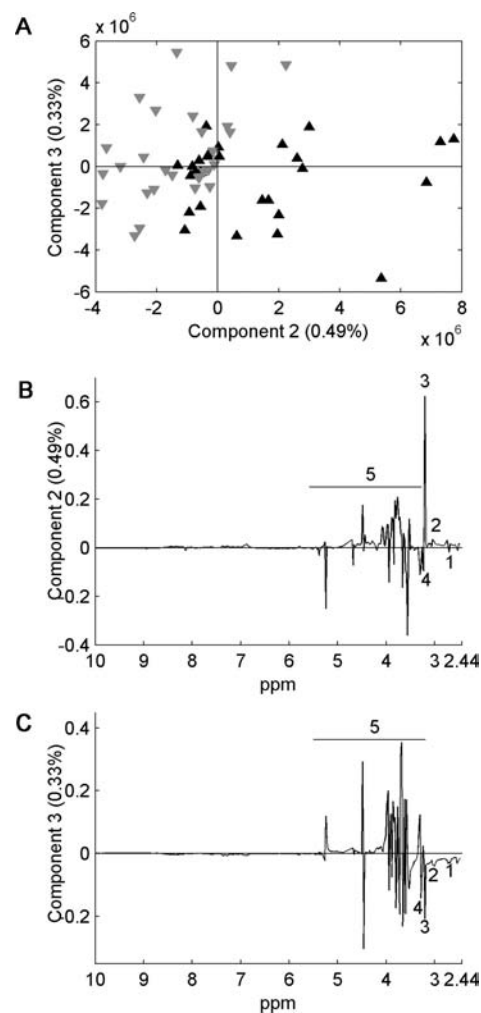 A
x 10^6
6
4
2
0
-2
-4
-6
Component 3 (0.33%)
-4 -2 0 2 4 6 8
Component 2 (0.49%)
x 10^6
B
0.6
0.4
0.2
0
-0.2
-0.4
Component 2 (0.49%)
3
5
2
4
1
10 9 8 7 6 5 4 3 2.44
ppm
C
0.4
0.2
0
-0.2
Component 3 (0.33%)
5
4
3
2
1
10 9 8 7 6 5 4 3 2.44
ppm